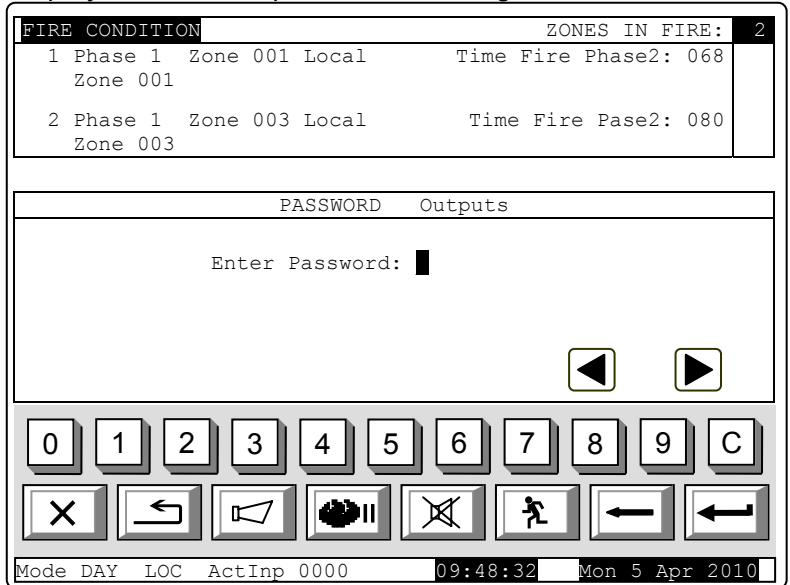 FIRE CONDITION ZONES IN FIRE: 2
1 Phase 1 Zone 001 Local Time Fire Phase2: 068
Zone 001
2 Phase 1 Zone 003 Local Time Fire Pase2: 080
Zone 003
PASSWORD Outputs
Enter Password:
0 1 2 3 4 5 6 7 8 9 C
Mode DAY LOC ActInp 0000 09:48:32 Mon 5 Apr 2010